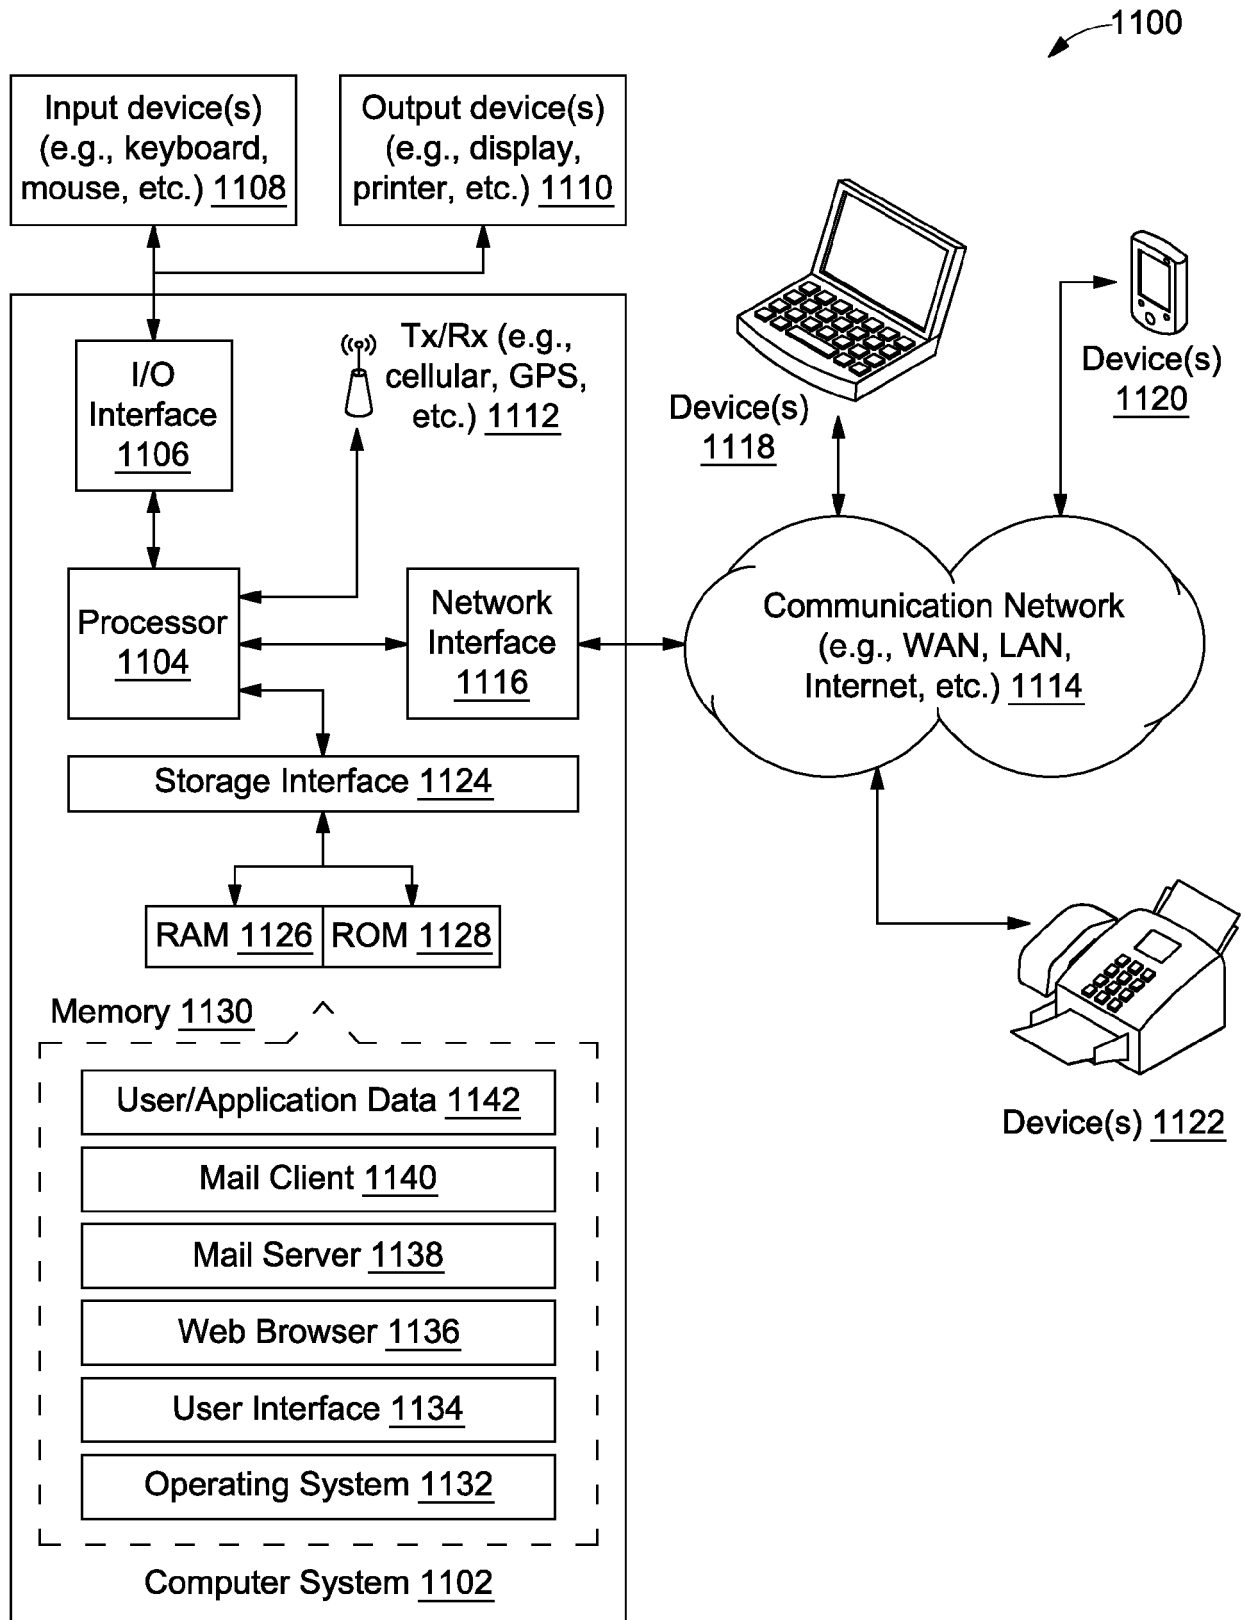 1100
Input device(s)
(e.g., keyboard,
mouse, etc.) 1108
Output device(s)
(e.g., display,
printer, etc.) 1110
I/O
Interface
1106
Tx/Rx (e.g.,
cellular, GPS,
etc.) 1112
Device(s)
1118
Device(s)
1120
Processor
1104
Network
Interface
1116
Communication Network
(e.g., WAN, LAN,
Internet, etc.) 1114
Storage Interface 1124
RAM 1126
ROM 1128
Memory 1130
User/Application Data 1142
Mail Client 1140
Mail Server 1138
Web Browser 1136
User Interface 1134
Operating System 1132
Device(s) 1122
Computer System 1102